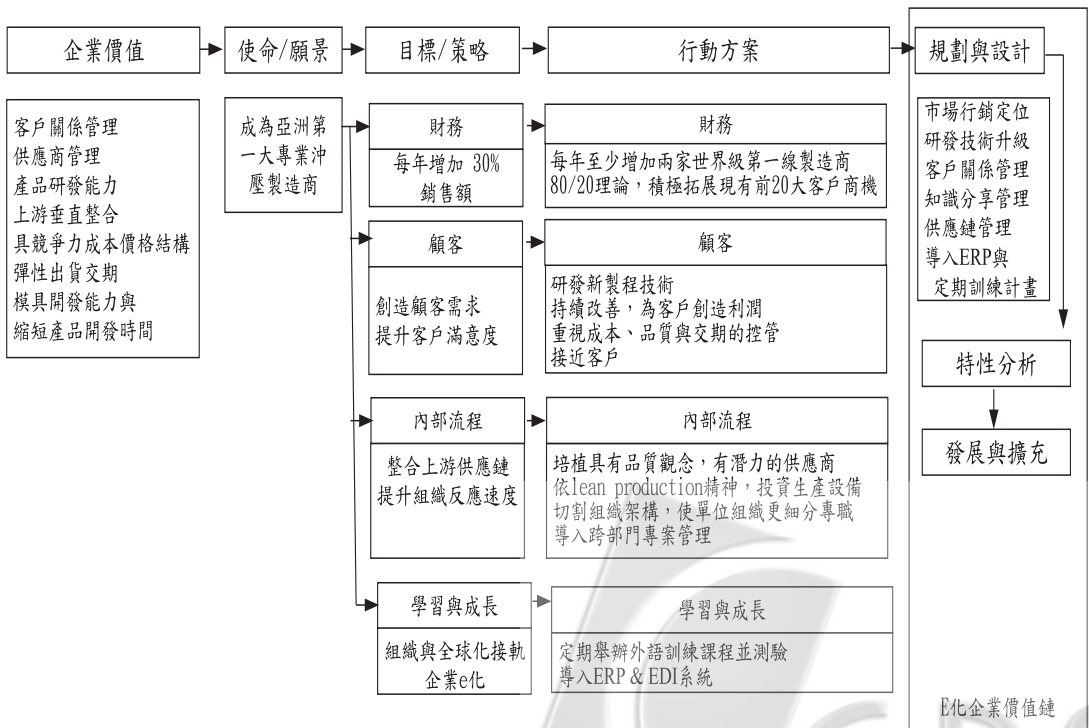 企業價值
使命/願景
目標/策略
行動方案
規劃與設計
客戶關係管理
供應商管理
產品研發能力
上游垂直整合
具競爭力成本價格結構
彈性出貨交期
模具開發能力與
縮短產品開發時間
成為亞洲第
一大專業沖
壓製造商
財務
每年增加 30%
銷售額
財務
每年至少增加兩家世界級第一線製造商
80/20理論，積極拓展現有前20大客戶商機
顧客
創造顧客需求
提升客戶滿意度
顧客
研發新製程技術
持續改善，為客戶創造利潤
重視成本、品質與交期的控管
接近客戶
內部流程
整合上游供應鏈
提升組織反應速度
內部流程
培植具有品質觀念，有潛力的供應商
依lean production精神，投資生產設備
切割組織架構，使單位組織更細分專職
導入跨部門專案管理
學習與成長
組織與全球化接軌
企業e化
學習與成長
定期舉辦外語訓練課程並測驗
導入ERP & EDI系統
市場行銷定位
研發技術升級
客戶關係管理
知識分享管理
供應鏈管理
導入ERP與
定期訓練計畫
特性分析
發展與擴充
E化企業價值鏈